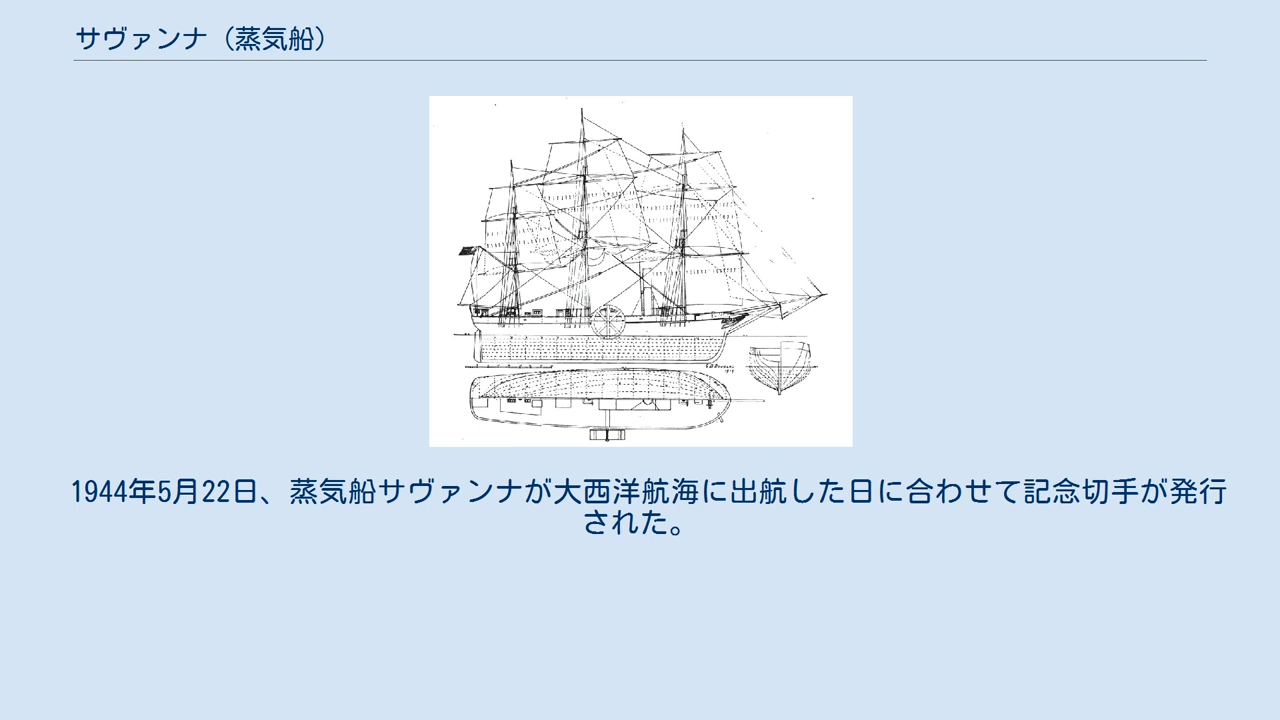 サヴァンナ（蒸気船）
1944年5月22日、蒸気船サヴァンナが大西洋航海に出航した日に合わせて記念切手が発行
された。